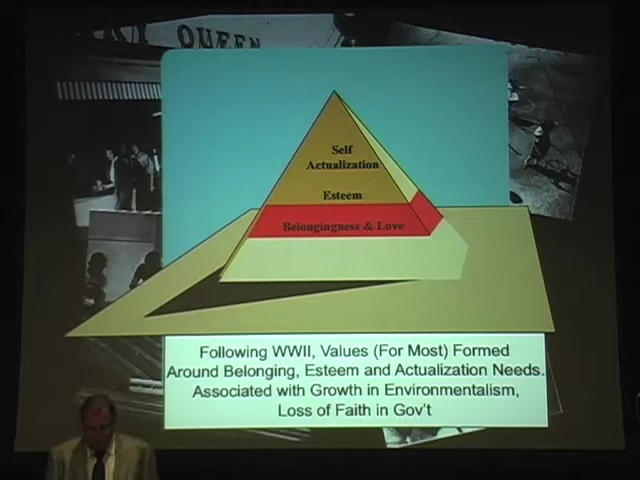 QUEEN
Self
Actualization
Esteem
Belongingness & Love
Following WWII, Values (For Most) Formed
Around Belonging, Esteem and Actualization Needs.
Associated with Growth in Environmentalism,
Loss of Faith in Gov't